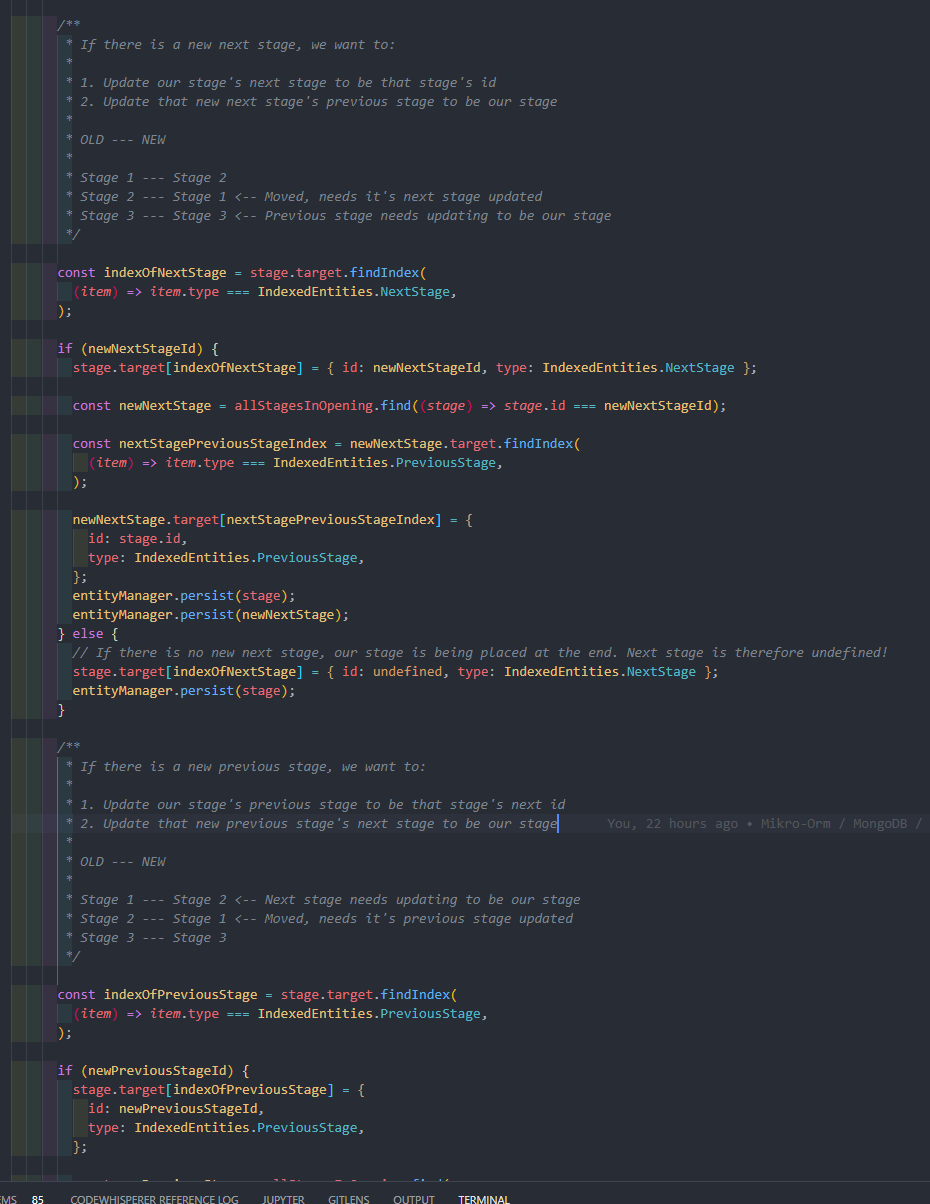 /**
* If there is a new next stage, we want to:
*
* 1. Update our stage's next stage to be that stage's id
* 2. Update that new next stage's previous stage to be our stage
*
* OLD --- NEW
*
* Stage 1 --- Stage 2
* Stage 2 --- Stage 1 <-- Moved, needs it's next stage updated
* Stage 3 --- Stage 3 <-- Previous stage needs updating to be our stage
*/
const indexOfNextStage = stage.target.findIndex(
(item) => item.type === IndexedEntities.NextStage,
);
if (newNextStageId) {
stage.target[indexOfNextStage] = { id: newNextStageId, type: IndexedEntities.NextStage };
const newNextStage = allStagesInOpening.find((stage) => stage.id === newNextStageId);
const nextStagePreviousStageIndex = newNextStage.target.findIndex(
(item) => item.type === IndexedEntities.PreviousStage,
);
newNextStage.target[nextStagePreviousStageIndex] = {
id: stage.id,
type: IndexedEntities.PreviousStage,
};
entityManager.persist(stage);
entityManager.persist(newNextStage);
} else {
// If there is no new next stage, our stage is being placed at the end. Next stage is therefore undefined!
stage.target[indexOfNextStage] = { id: undefined, type: IndexedEntities.NextStage };
entityManager.persist(stage);
}
/**
* If there is a new previous stage, we want to:
*
* 1. Update our stage's previous stage to be that stage's next id
* 2. Update that new previous stage's next stage to be our stage You, 22 hours ago • Mikro-Orm / MongoDB /
*
* OLD --- NEW
*
* Stage 1 --- Stage 2 <-- Next stage needs updating to be our stage
* Stage 2 --- Stage 1 <-- Moved, needs it's previous stage updated
* Stage 3 --- Stage 3
*/
const indexOfPreviousStage = stage.target.findIndex(
(item) => item.type === IndexedEntities.PreviousStage,
);
if (newPreviousStageId) {
stage.target[indexOfPreviousStage] = {
id: newPreviousStageId,
type: IndexedEntities.PreviousStage,
};
EMS 85 CODEWHISPERER REFERENCE LOG JUPYTER GITLENS OUTPUT TERMINAL